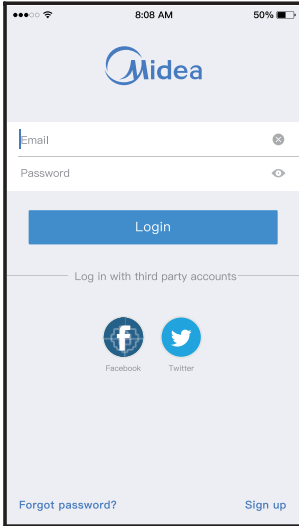 8:08 AM 50%
Midea
Email
Password
Login
Log in with third party accounts
Facebook Twitter
Forgot password? Sign up